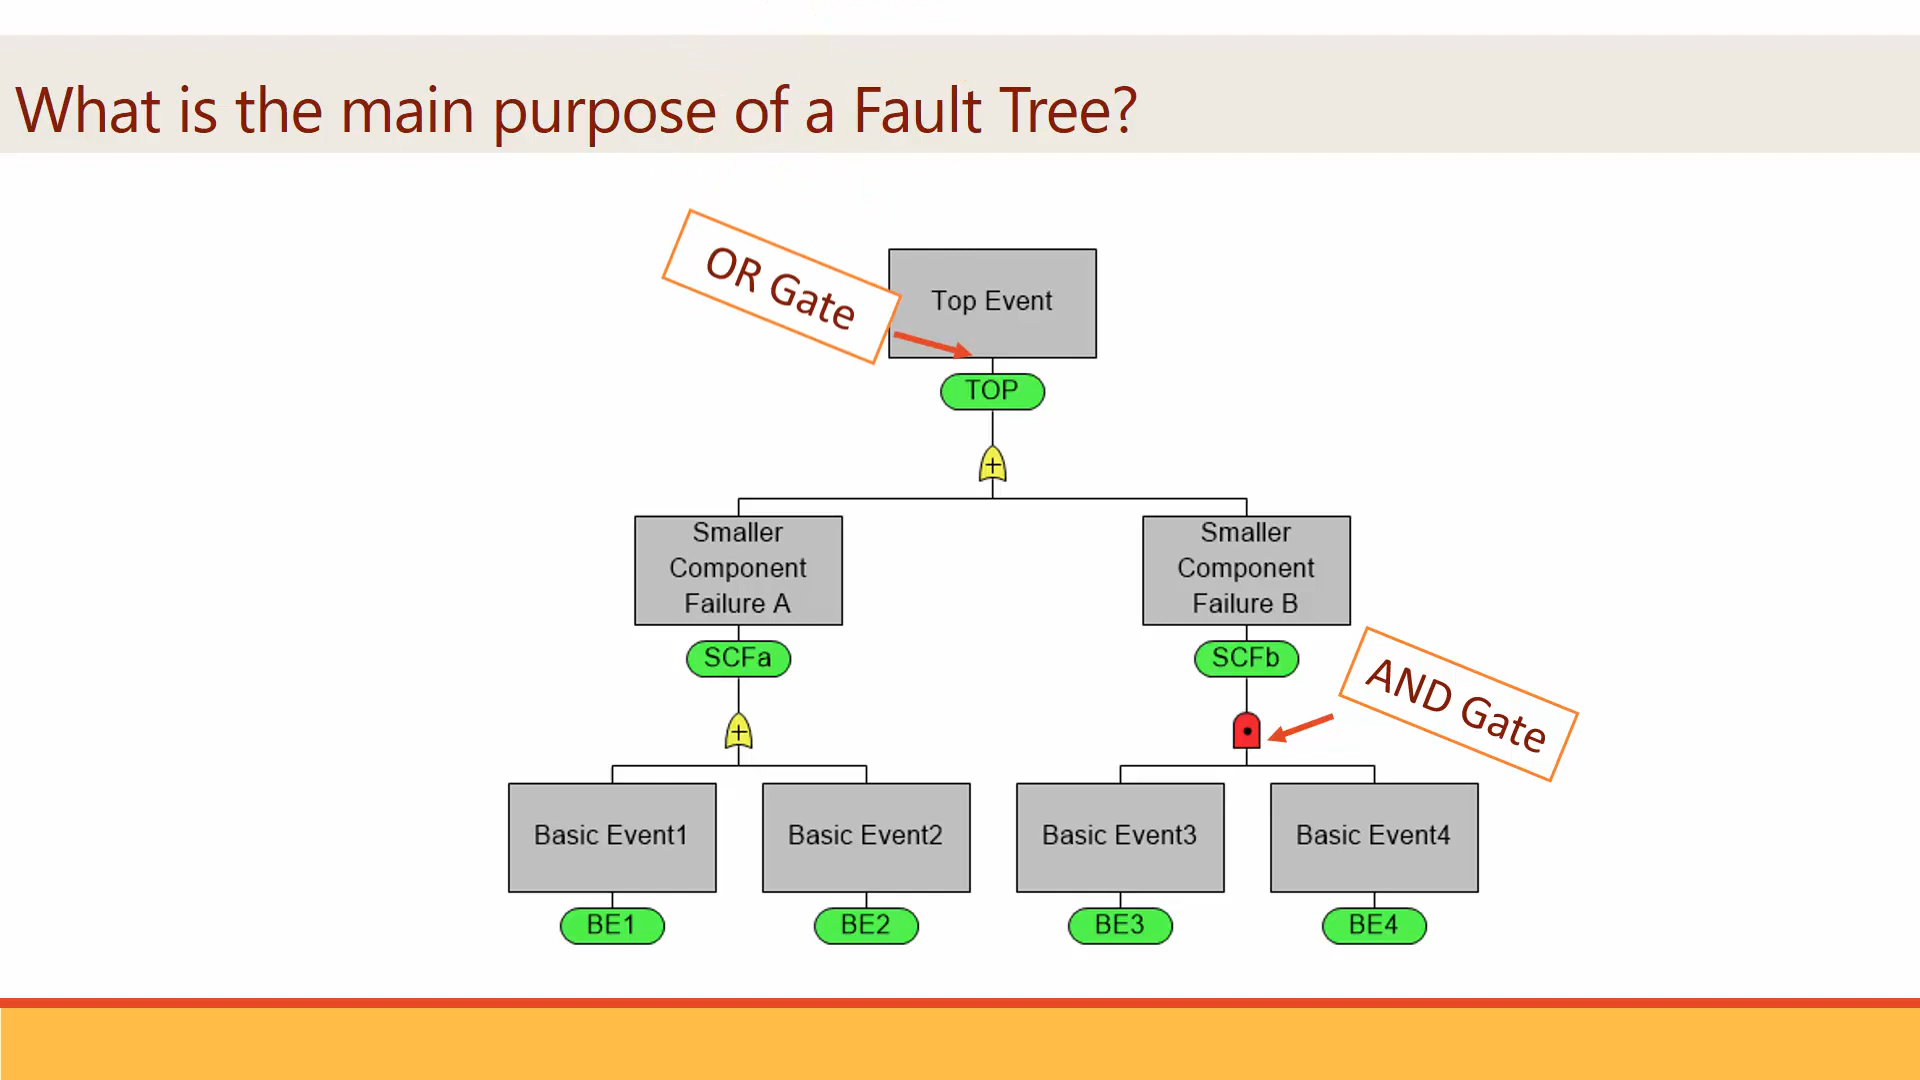 What is the main purpose of a Fault Tree?
OR Gate
Top Event
TOP
+
Smaller
Component
Failure A
Smaller
Component
Failure B
SCFa
SCFb
AND Gate
+
Basic Event1
Basic Event2
Basic Event3
Basic Event4
BE1
BE2
BE3
BE4